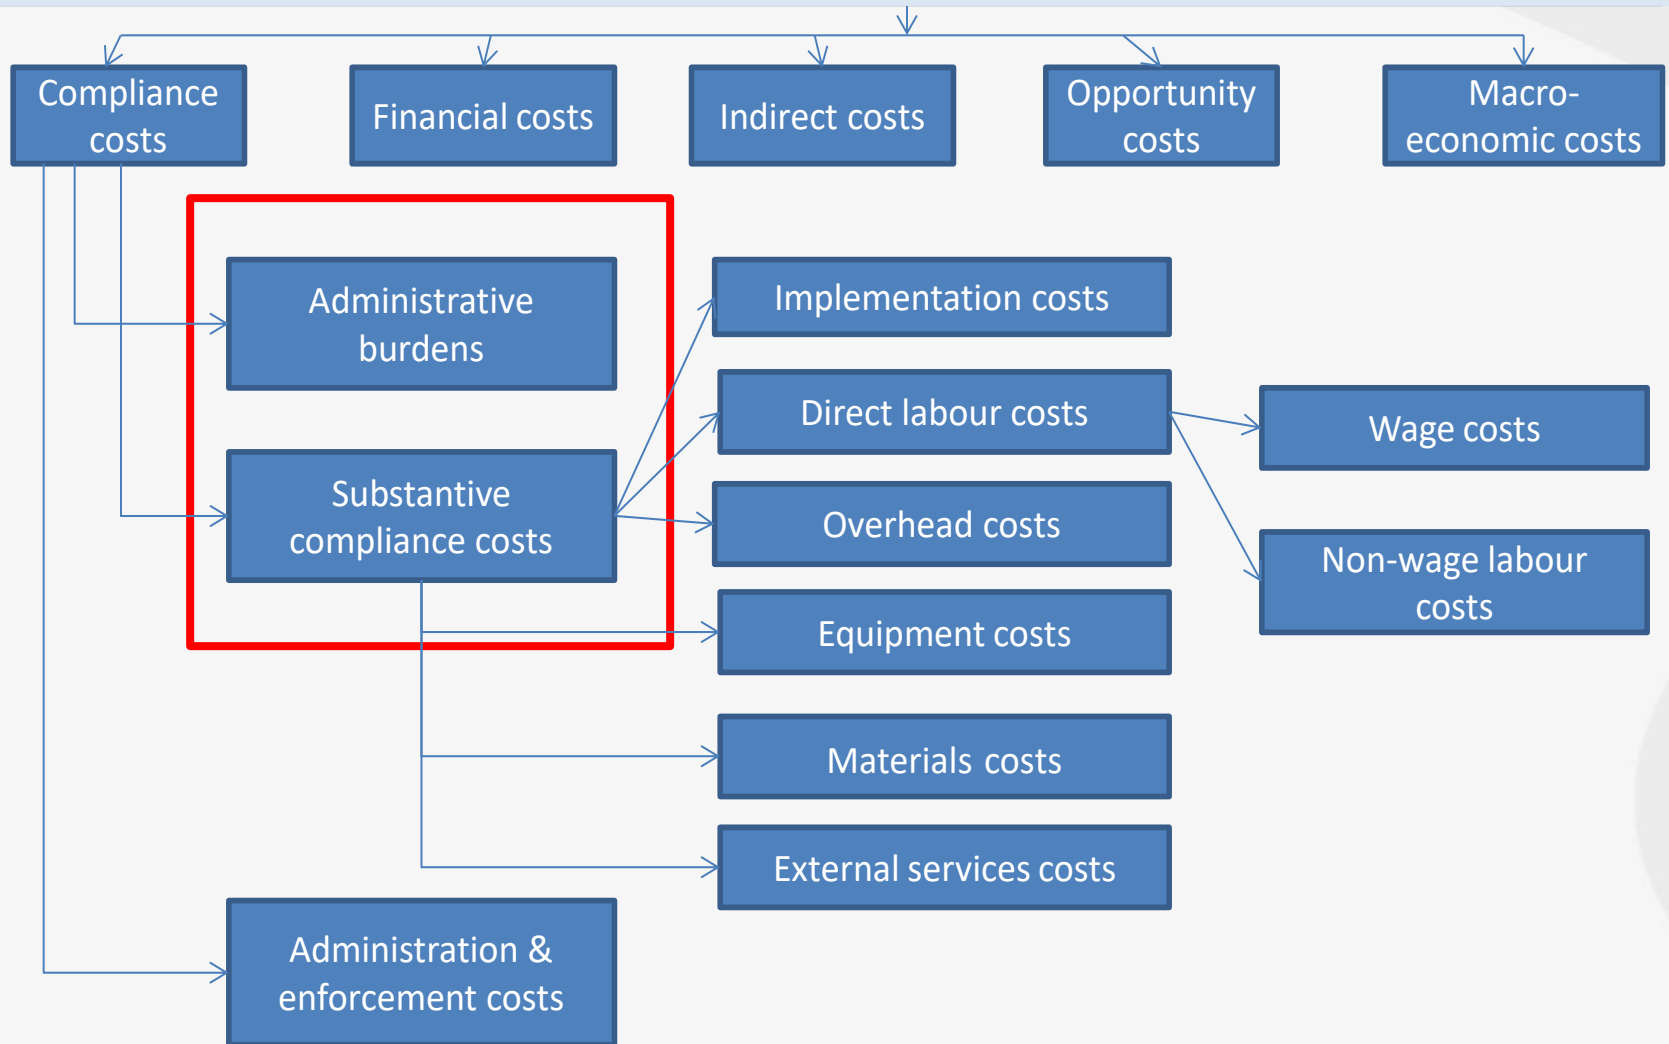 Compliance
costs
Financial costs
Indirect costs
Opportunity
costs
Macro-
economic costs
Administrative
burdens
Implementation costs
Direct labour costs
Wage costs
Substantive
compliance costs
Overhead costs
Non-wage labour
costs
Equipment costs
Materials costs
External services costs
Administration &
enforcement costs